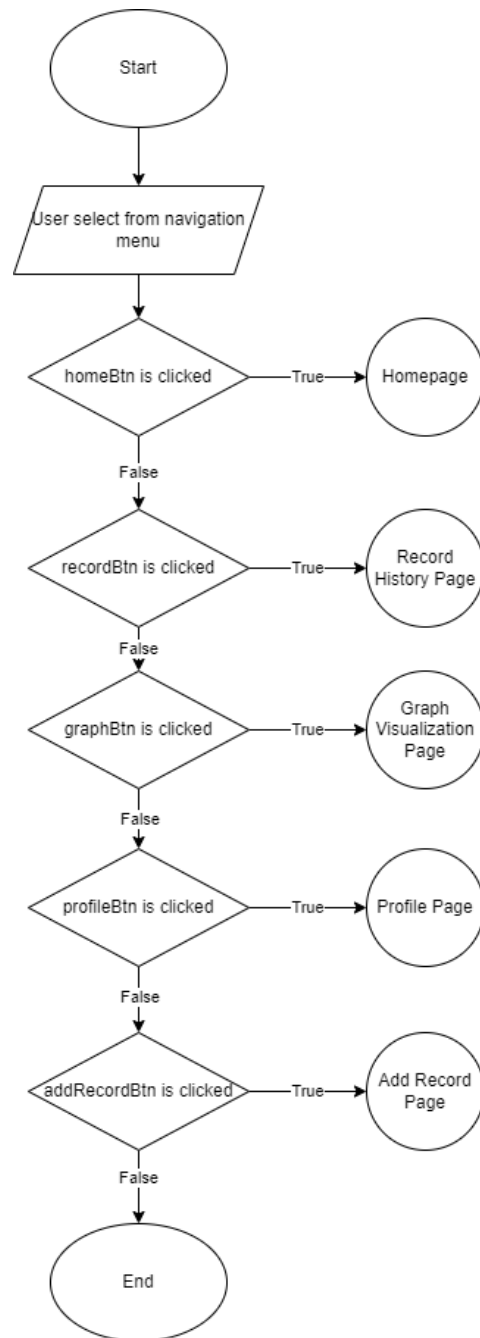 Start
User select from navigation
menu
homeBtn is clicked
True
Homepage
False
recordBtn is clicked
True
Record
History Page
False
graphBtn is clicked
True
Graph
Visualization
Page
False
profileBtn is clicked
True
Profile Page
False
addRecordBtn is clicked
True
Add Record
Page
False
End